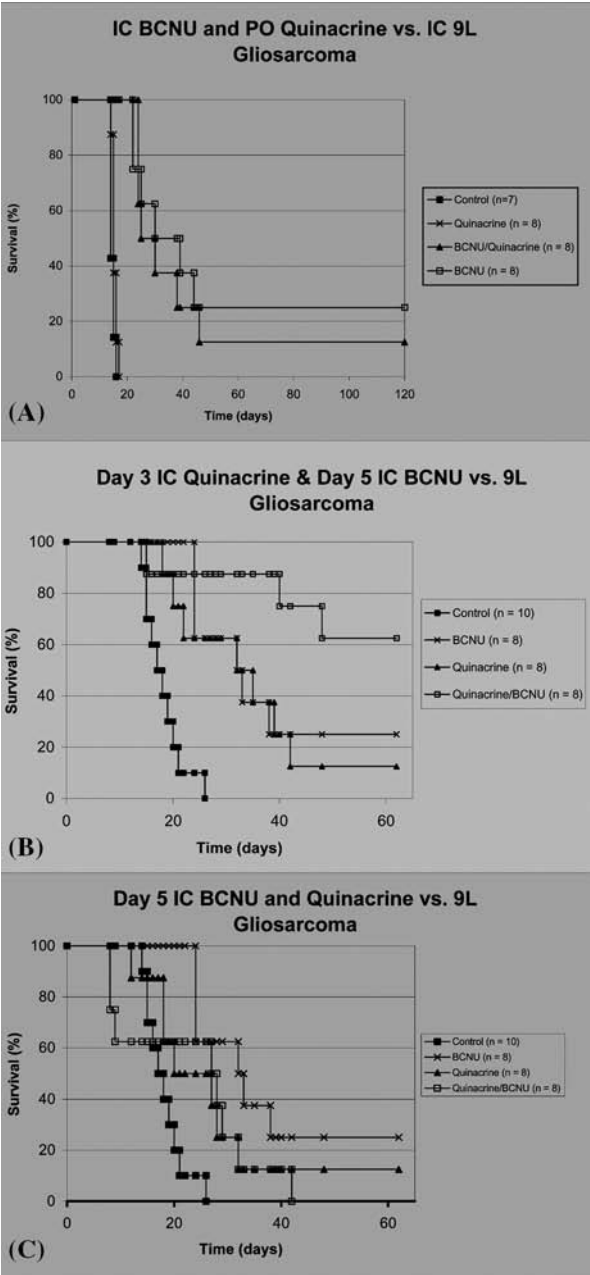 IC BCNU and PO Quinacrine vs. IC 9L
Gliosarcoma
100
80
60
40
20
0
Survival (%)
0 20 40 60 80 100 120
Time (days)
Control (n=7)
Quinacrine (n = 8)
BCNU/Quinacrine (n = 8)
BCNU (n = 8)
(A)
Day 3 IC Quinacrine & Day 5 IC BCNU vs. 9L
Gliosarcoma
100
80
60
40
20
0
Survival (%)
0 20 40 60
Time (days)
Control (n = 10)
BCNU (n = 8)
Quinacrine (n = 8)
Quinacrine/BCNU (n = 8)
(B)
Day 5 IC BCNU and Quinacrine vs. 9L
Gliosarcoma
100
80
60
40
20
0
Survival (%)
0 20 40 60
Time (days)
Control (n = 10)
BCNU (n = 8)
Quinacrine (n = 8)
Quinacrine/BCNU (n = 8)
(C)